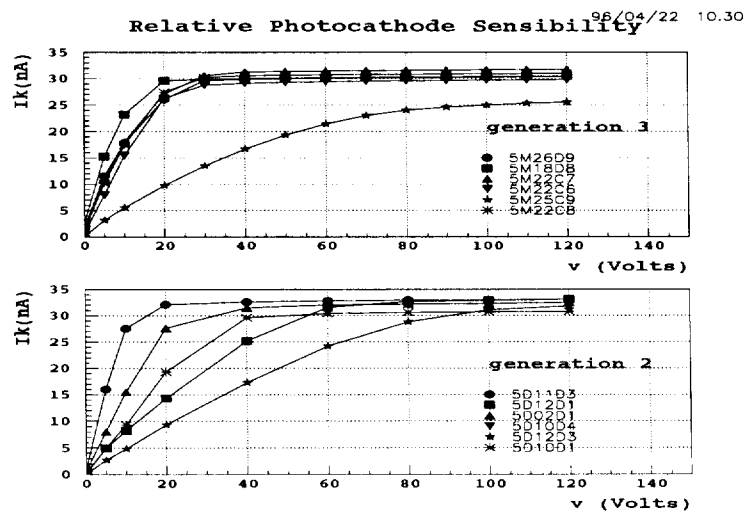 96/04/22 10.30
Relative Photocathode Sensibility
Ik(nA)
35
30
25
20
15
10
5
0
generation 3
5M26D9
5M18D8
5M22C7
5M22C6
5M25C9
5M22C8
0 20 40 60 80 100 120 140
v (Volts)
Ik(nA)
35
30
25
20
15
10
5
0
generation 2
5D11D3
5D12D1
5D02D1
5D10D4
5D12D3
5D10D1
0 20 40 60 80 100 120 140
v (Volts)